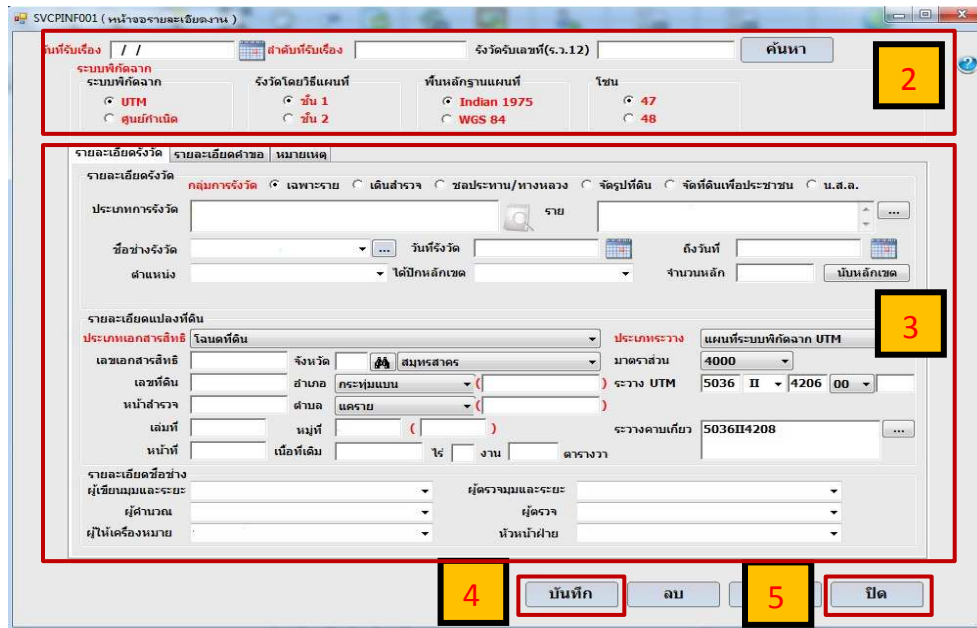 SVCPINF001 ( หน้าจอรายละเอียดงาน )
นที่รับเรื่อง / / ลำดับที่รับเรื่อง รังวัดรับเลขที่(ร.ว.12) ค้นหา
2
ระบบพิกัดฉาก
ระบบพิกัดฉาก รังวัดโดยวิธีแผนที่ พื้นหลักฐานแผนที่ โซน
UTM ชั้น 1 Indian 1975 47
ศูนย์กำเนิด ชั้น 2 WGS 84 48
รายละเอียดรังวัด รายละเอียดคำขอ หมายเหตุ
รายละเอียดรังวัด
กลุ่มการรังวัด เฉพาะราย เดินสำรวจ ชลประทาน/ทางหลวง จัดรูปที่ดิน จัดที่ดินเพื่อประชาชน น.ส.ล.
ประเภทการรังวัด ราย ...
ชื่อช่างรังวัด ... วันที่รังวัด ถึงวันที่
ตำแหน่ง ได้ปักหลักเขต จำนวนหลัก นับหลักเขต
3
รายละเอียดแปลงที่ดิน
ประเภทเอกสารสิทธิ โฉนดที่ดิน ประเภทระวาง แผนที่ระบบพิกัดฉาก UTM
เลขเอกสารสิทธิ จังหวัด สมุทรสาคร มาตราส่วน 4000
เลขที่ดิน อำเภอ กระทุ่มแบน ( ) ระวาง UTM 5036 II 4206 00
หน้าสำรวจ ตำบล แคราย ( )
เล่มที่ หมู่ที่ ( ) ระวางคาบเกี่ยว 5036II4208 ...
หน้าที่ เนื้อที่เดิม ไร่ งาน ตารางวา
รายละเอียดชื่อช่าง
ผู้เขียนมุมและระยะ ผู้ตรวจมุมและระยะ
ผู้คำนวณ ผู้ตรวจ
ผู้ให้เครื่องหมาย หัวหน้าฝ่าย
4 บันทึก ลบ 5 ปิด